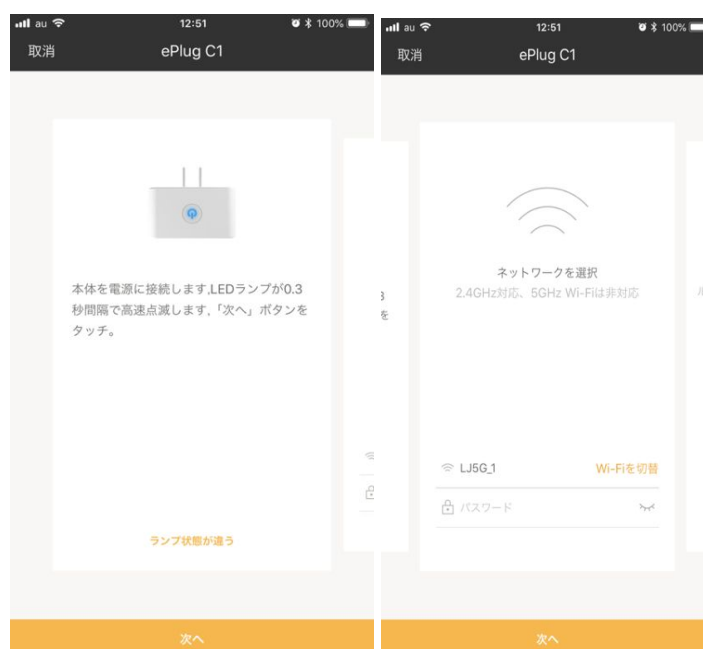 au 12:51 100%
取消 ePlug C1
本体を電源に接続します,LEDランプが0.3
秒間隔で高速点滅します,「次へ」ボタンを
タッチ。
ランプ状態が違う
次へ
au 12:51 100%
取消 ePlug C1
3
を
ネットワークを選択
2.4GHz対応、5GHz Wi-Fiは非対応
LJ5G_1 Wi-Fiを切替
パスワード
次へ